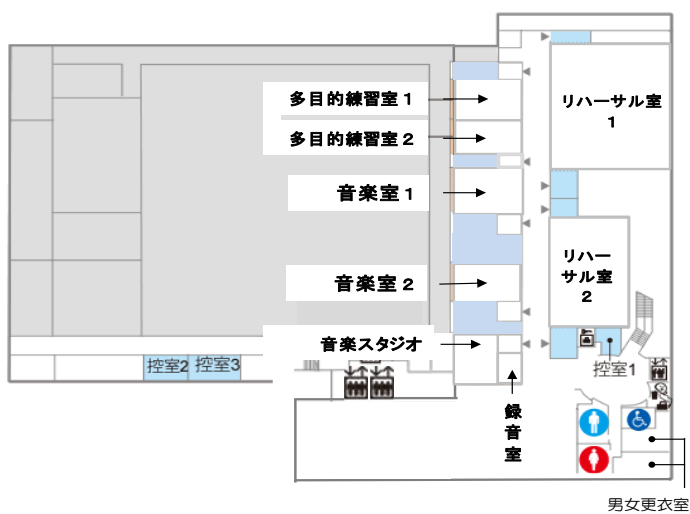 多目的練習室1
多目的練習室2
音楽室1
音楽室2
音楽スタジオ
録音室
リハーサル室
1
リハー
サル室
2
控室1
控室2
控室3
男女更衣室